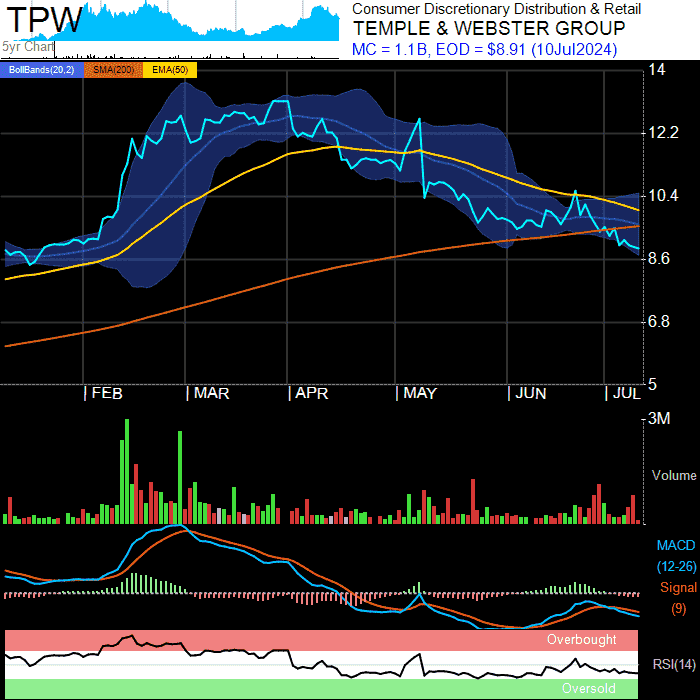 TPW
5yr Chart
Consumer Discretionary Distribution & Retail
TEMPLE & WEBSTER GROUP
MC = 1.1B, EOD = $8.91 (10Jul2024)
BollBands(20,2) SMA(200) EMA(50)
14
12.2
10.4
8.6
6.8
5
| FEB | MAR | APR | MAY | JUN | JUL
3M
Volume
MACD
(12-26)
Signal
(9)
Overbought
RSI(14)
Oversold